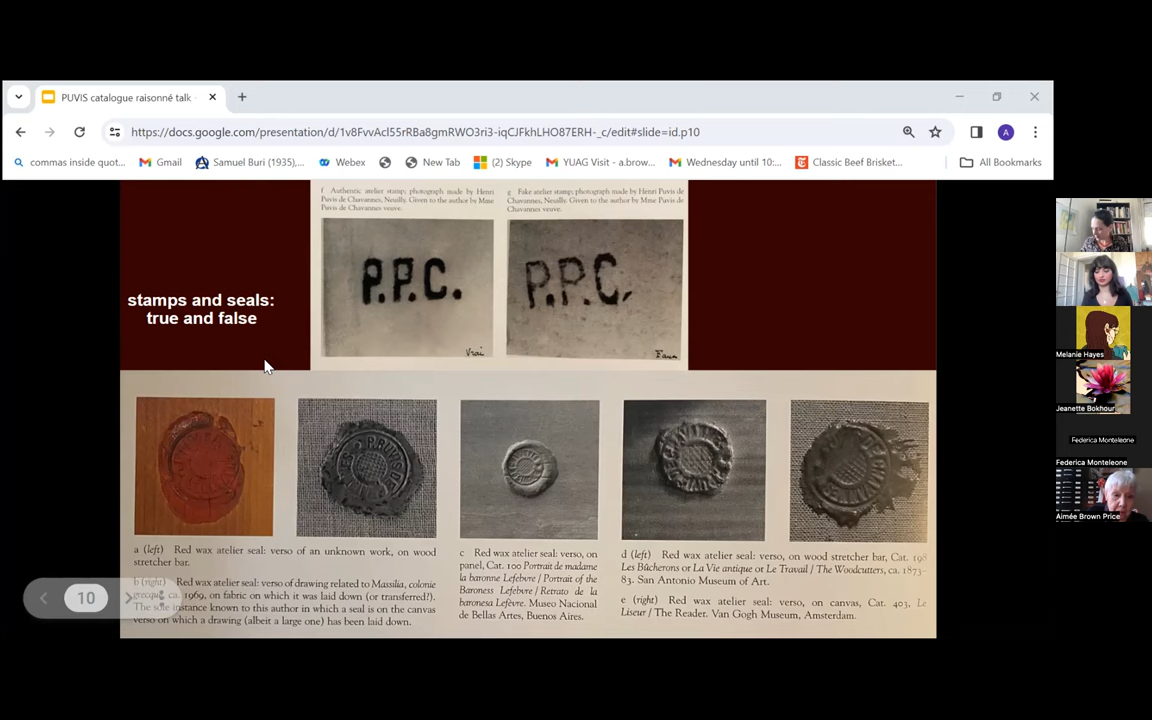 PUVIS catalogue raisonné talk
https://docs.google.com/presentation/d/1v8FvvAcl55rRBa8gmRWO3ri3-iqCJFkhLHO87ERH-_c/edit#slide=id.p10
A
commas inside quot...
Gmail
Samuel Buri (1935),...
Webex
New Tab
(2) Skype
YUAG Visit - a.brow...
Wednesday until 10:...
Classic Beef Brisket...
All Bookmarks
f Authentic atelier stamp; photograph made by Henri
Puvis de Chavannes, Neuilly. Given to the author by Mme
Puvis de Chavannes veuve.
g Fake atelier stamp; photograph made by Henri Puvis de
Chavannes, Neuilly. Given to the author by Mme Puvis de
Chavannes veuve.
P.P.C.
Vrai
P.P.C.
Faux
stamps and seals:
true and false
a (left) Red wax atelier seal: verso of an unknown work, on wood
stretcher bar.
b (right) Red wax atelier seal: verso of drawing related to Massilia, colonie
grecque, ca. 1969, on fabric on which it was laid down (or transferred?).
The sole instance known to this author in which a seal is on the canvas
verso on which a drawing (albeit a large one) has been laid down.
c Red wax atelier seal: verso, on
panel, Cat. 100 Portrait de madame
la baronne Lefebvre / Portrait of the
Baroness Lefebvre / Retrato de la
baronesa Lefèvre. Museo Nacional
de Bellas Artes, Buenos Aires.
d (left) Red wax atelier seal: verso, on wood stretcher bar, Cat. 198
Les Bûcherons or La Vie antique or Le Travail / The Woodcutters, ca. 1873–
83. San Antonio Museum of Art.
e (right) Red wax atelier seal: verso, on canvas, Cat. 403, Le
Liseur / The Reader. Van Gogh Museum, Amsterdam.
10
Melanie Hayes
Jeanette Bokhour
Federica Monteleone
Federica Monteleone
Aimée Brown Price